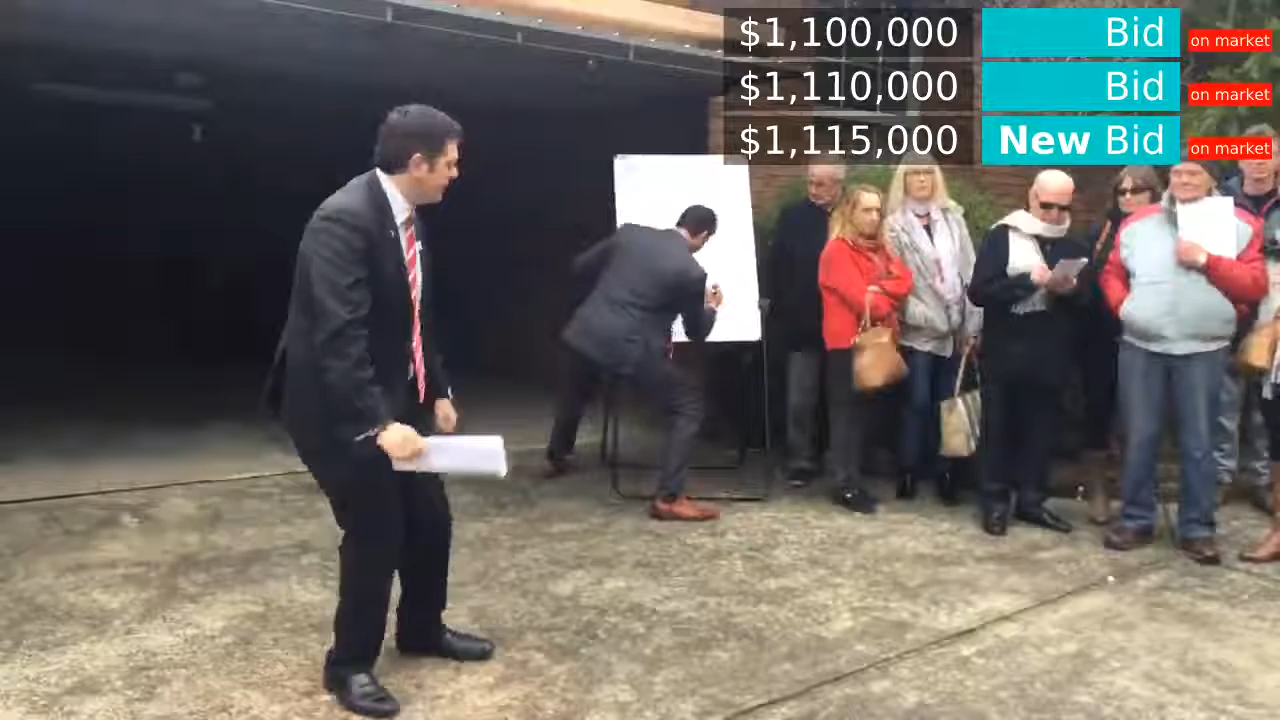 $1,100,000 Bid on market
$1,110,000 Bid on market
$1,115,000 New Bid on market